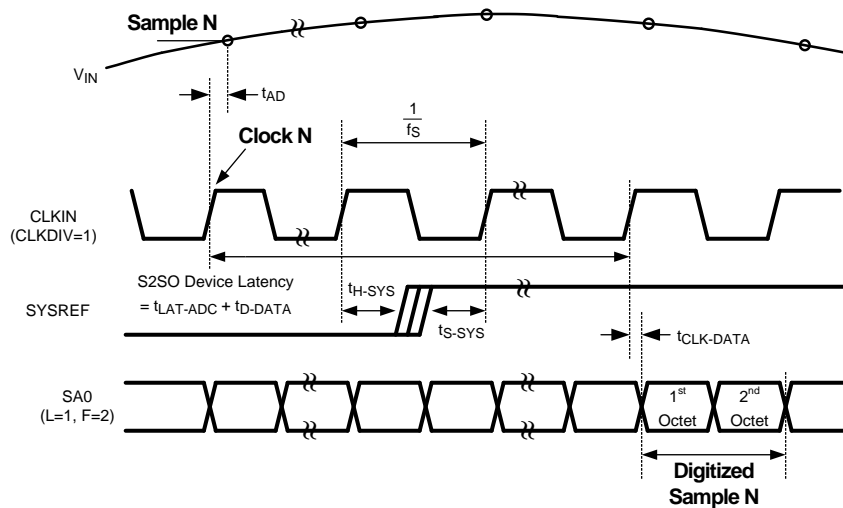 Sample N
VIN
tAD
Clock N
1
fS
CLKIN
(CLKDIV=1)
S2SO Device Latency
= tLAT-ADC + tD-DATA
tH-SYS
SYSREF
tS-SYS
tCLK-DATA
SA0
(L=1, F=2)
1st
Octet
2nd
Octet
Digitized
Sample N